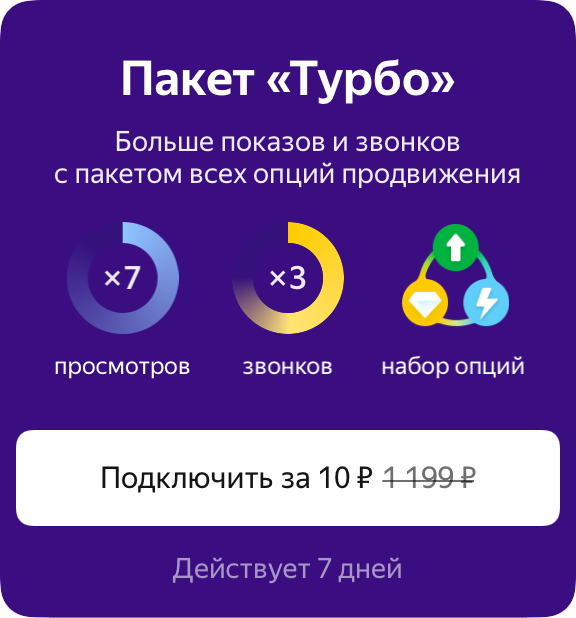 Пакет «Турбо»
Больше показов и звонков
с пакетом всех опций продвижения
×7
×3
просмотров
звонков
набор опций
Подключить за 10 ₽ 1 199 ₽
Действует 7 дней